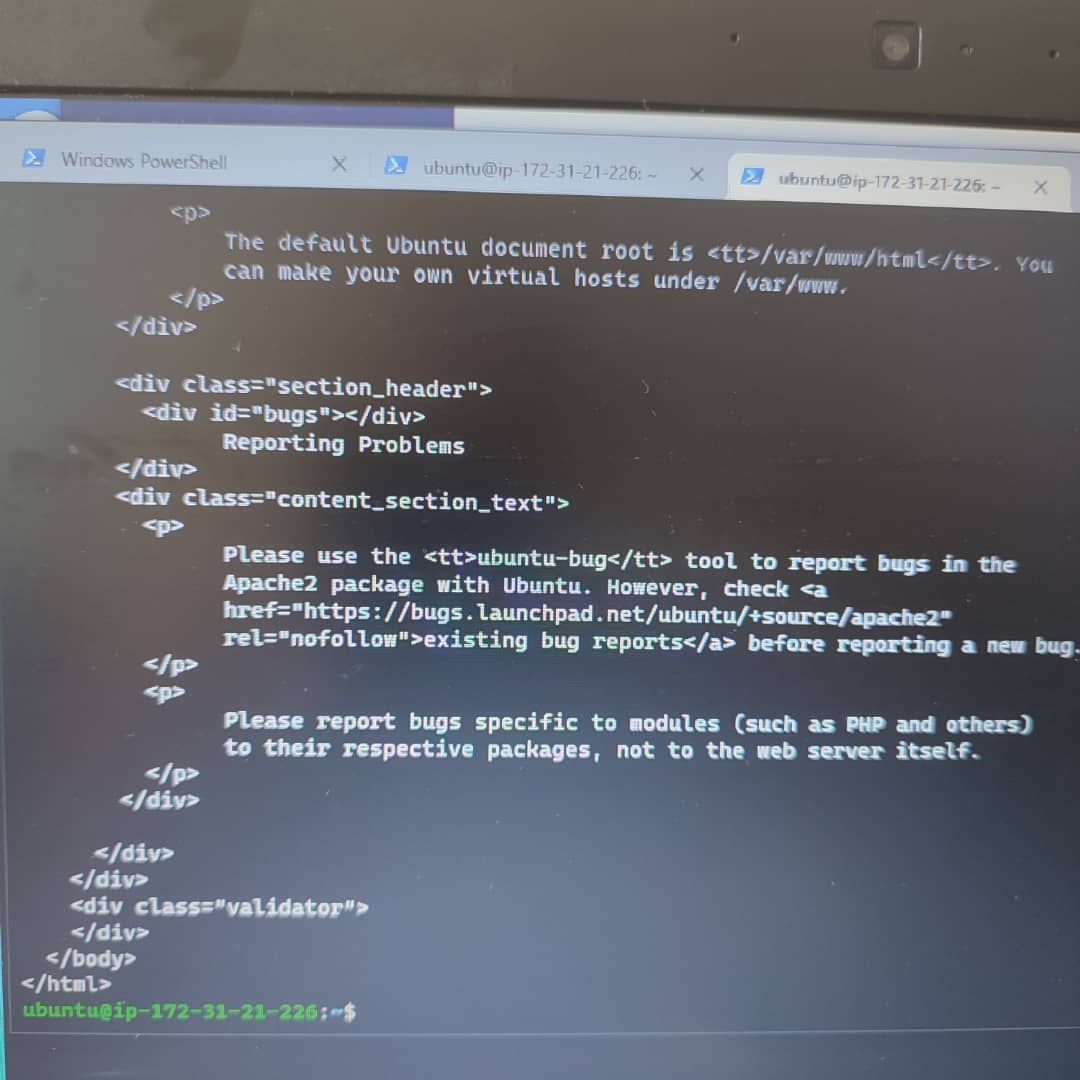 Windows PowerShell
ubuntu@ip-172-31-21-226: ~
ubuntu@ip-172-31-21-226: ~
<p>
The default Ubuntu document root is <tt>/var/www/html</tt>. You
can make your own virtual hosts under /var/www.
</p>
</div>
<div class="section_header">
<div id="bugs"></div>
Reporting Problems
</div>
<div class="content_section_text">
<p>
Please use the <tt>ubuntu-bug</tt> tool to report bugs in the
Apache2 package with Ubuntu. However, check <a
href="https://bugs.launchpad.net/ubuntu/+source/apache2"
rel="nofollow">existing bug reports</a> before reporting a new bug.
</p>
<p>
Please report bugs specific to modules (such as PHP and others)
to their respective packages, not to the web server itself.
</p>
</div>
</div>
</div>
<div class="validator">
</div>
</body>
</html>
ubuntu@ip-172-31-21-226:~$